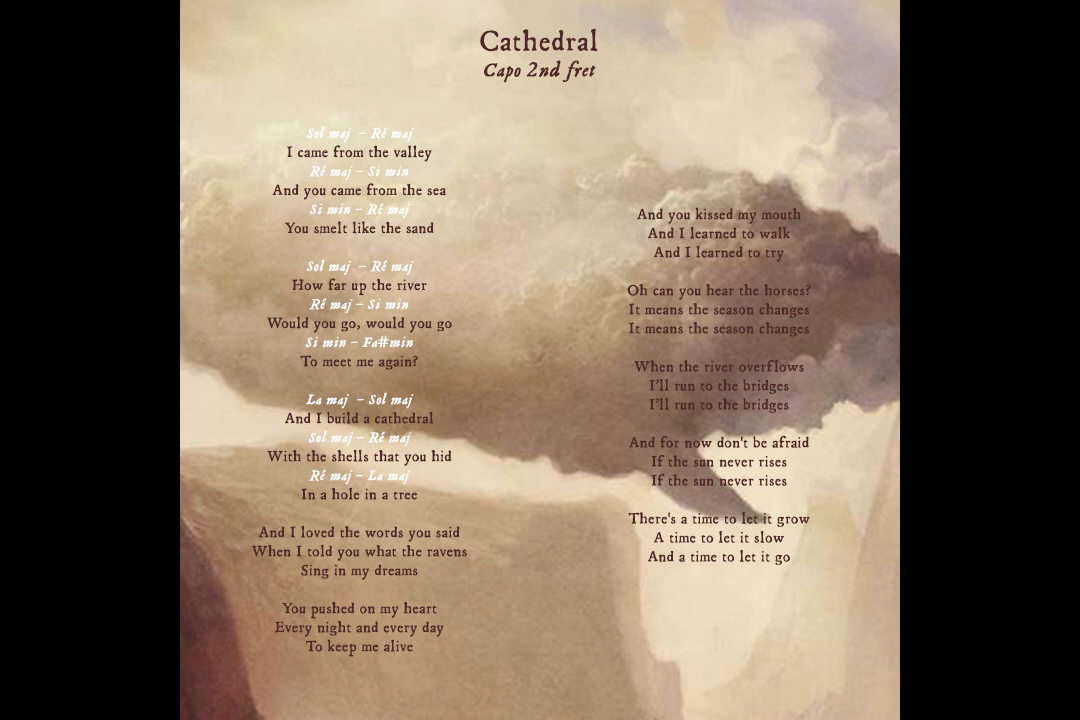 Cathedral
Capo 2nd fret
Sol maj – Ré maj
I came from the valley
Ré maj – Si min
And you came from the sea
Si min – Ré maj
You smelt like the sand
Sol maj – Ré maj
How far up the river
Ré maj – Si min
Would you go, would you go
Si min – Fa#min
To meet me again?
La maj – Sol maj
And I build a cathedral
Sol maj – Ré maj
With the shells that you hid
Ré maj – La maj
In a hole in a tree
And I loved the words you said
When I told you what the ravens
Sing in my dreams
You pushed on my heart
Every night and every day
To keep me alive
And you kissed my mouth
And I learned to walk
And I learned to try
Oh can you hear the horses?
It means the season changes
It means the season changes
When the river overflows
I'll run to the bridges
I'll run to the bridges
And for now don't be afraid
If the sun never rises
If the sun never rises
There's a time to let it grow
A time to let it slow
And a time to let it go